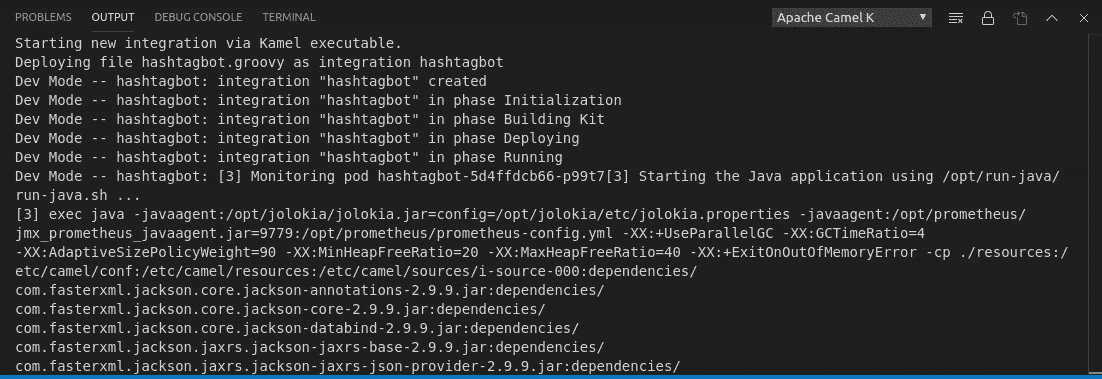 PROBLEMS OUTPUT DEBUG CONSOLE TERMINAL Apache Camel K
Starting new integration via Kamel executable.
Deploying file hashtagbot.groovy as integration hashtagbot
Dev Mode -- hashtagbot: integration "hashtagbot" created
Dev Mode -- hashtagbot: integration "hashtagbot" in phase Initialization
Dev Mode -- hashtagbot: integration "hashtagbot" in phase Building Kit
Dev Mode -- hashtagbot: integration "hashtagbot" in phase Deploying
Dev Mode -- hashtagbot: integration "hashtagbot" in phase Running
Dev Mode -- hashtagbot: [3] Monitoring pod hashtagbot-5d4ffdcb66-p99t7[3] Starting the Java application using /opt/run-java/
run-java.sh ...
[3] exec java -javaagent:/opt/jolokia/jolokia.jar=config=/opt/jolokia/etc/jolokia.properties -javaagent:/opt/prometheus/
jmx_prometheus_javaagent.jar=9779:/opt/prometheus/prometheus-config.yml -XX:+UseParallelGC -XX:GCTimeRatio=4
-XX:AdaptiveSizePolicyWeight=90 -XX:MinHeapFreeRatio=20 -XX:MaxHeapFreeRatio=40 -XX:+ExitOnOutOfMemoryError -cp ./resources:/
etc/camel/conf:/etc/camel/resources:/etc/camel/sources/i-source-000:dependencies/
com.fasterxml.jackson.core.jackson-annotations-2.9.9.jar:dependencies/
com.fasterxml.jackson.core.jackson-core-2.9.9.jar:dependencies/
com.fasterxml.jackson.core.jackson-databind-2.9.9.jar:dependencies/
com.fasterxml.jackson.jaxrs.jackson-jaxrs-base-2.9.9.jar:dependencies/
com.fasterxml.jackson.jaxrs.jackson-jaxrs-json-provider-2.9.9.jar:dependencies/